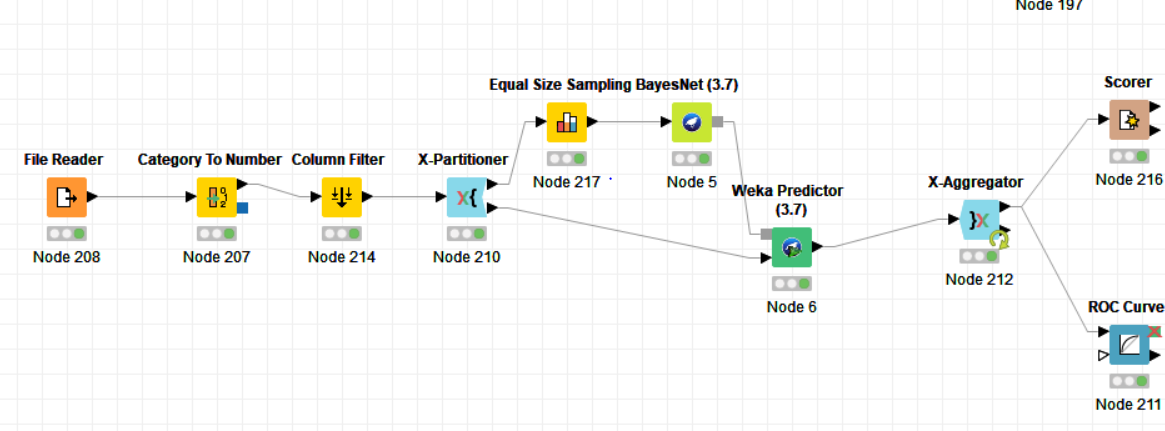 Node 197
Scorer
Equal Size Sampling BayesNet (3.7)
File Reader
Category To Number
Column Filter
X-Partitioner
Node 217
Node 5
Node 216
X-Aggregator
Weka Predictor
(3.7)
Node 208
Node 207
Node 214
Node 210
Node 212
Node 6
ROC Curve
Node 211